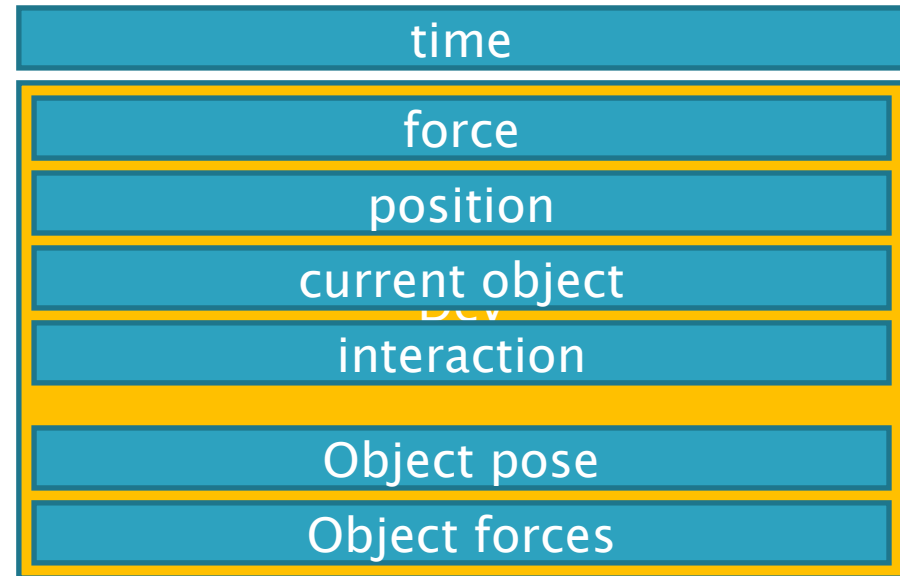 time
force
position
current object
interaction
Object pose
Object forces